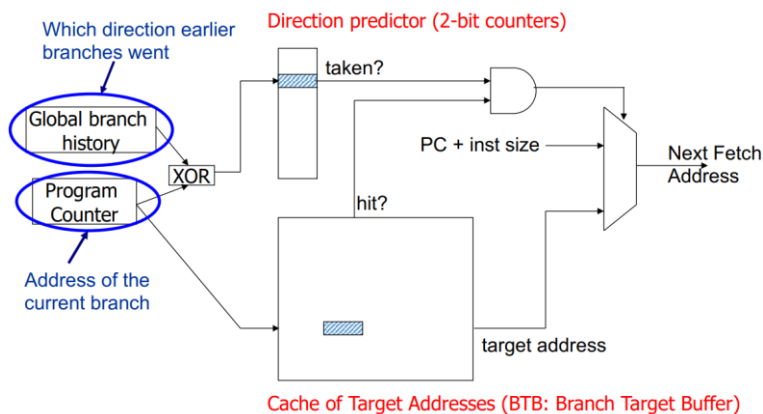 Which direction earlier
branches went
Direction predictor (2-bit counters)
taken?
Global branch
history
PC + inst size
Next Fetch
Address
XOR
Program
Counter
hit?
Address of the
current branch
target address
Cache of Target Addresses (BTB: Branch Target Buffer)